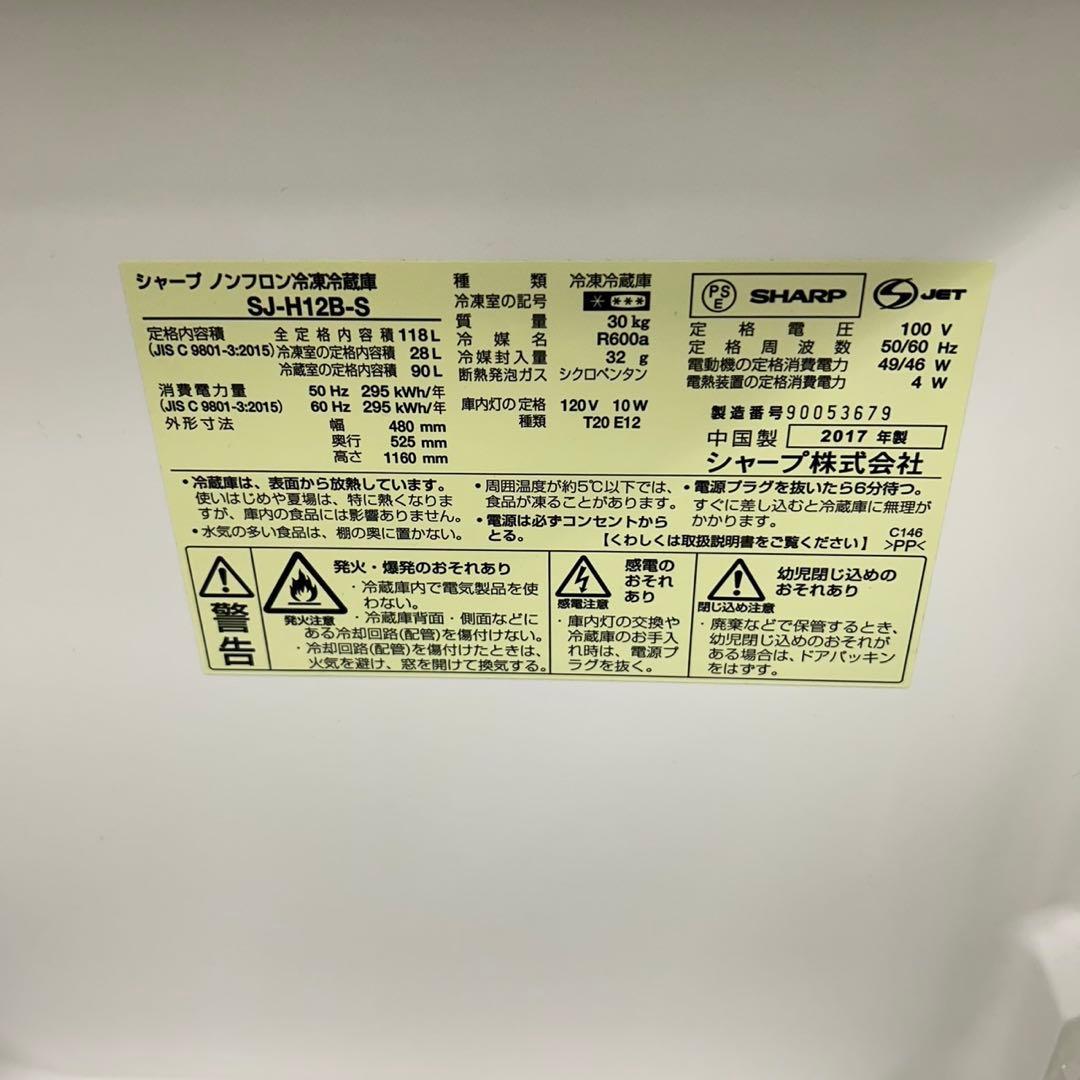 シャープ ノンフロン冷凍冷蔵庫
SJ-H12B-S
定格内容積 全定格内容積 118 L
(JIS C 9801-3:2015) 冷凍室の定格内容積 28 L
冷蔵室の定格内容積 90 L
消費電力量 50 Hz 295 kWh/年
(JIS C 9801-3:2015) 60 Hz 295 kWh/年
外形寸法 幅 480 mm
奥行 525 mm
高さ 1160 mm
種類 冷凍冷蔵庫
冷凍室の記号 * ***
質量 30 kg
冷媒名 R600a
冷媒封入量 32 g
断熱発泡ガス シクロペンタン
庫内灯の定格 120 V 10 W
種類 T20 E12
PSE SHARP S JET
定格電圧 100 V
定格周波数 50/60 Hz
電動機の定格消費電力 49/46 W
電熱装置の定格消費電力 4 W
製造番号 90053679
中国製 2017 年製
シャープ株式会社
・冷蔵庫は、表面から放熱しています。
使いはじめや夏場は、特に熱くなりま
すが、庫内の食品には影響ありません。
・水気の多い食品は、棚の奥に置かない。
・周囲温度が約5℃以下では、
食品が凍ることがあります。
・電源は必ずコンセントから
とる。
・電源プラグを抜いたら6分待つ。
すぐに差し込むと冷蔵庫に無理が
かかります。
【くわしくは取扱説明書をご覧ください】
C146
>PP<
警告
発火・爆発のおそれあり
発火注意
・冷蔵庫内で電気製品を使
わない。
・冷蔵庫背面・側面などに
ある冷却回路(配管)を傷付けない。
・冷却回路(配管)を傷付けたときは、
火気を避け、窓を開けて換気する。
感電の
おそれ
あり
感電注意
・庫内灯の交換や
冷蔵庫のお手入
れ時は、電源プ
ラグを抜く。
幼児閉じ込めの
おそれあり
閉じ込め注意
・廃棄などで保管するとき、
幼児閉じ込めのおそれが
ある場合は、ドアパッキン
をはずす。